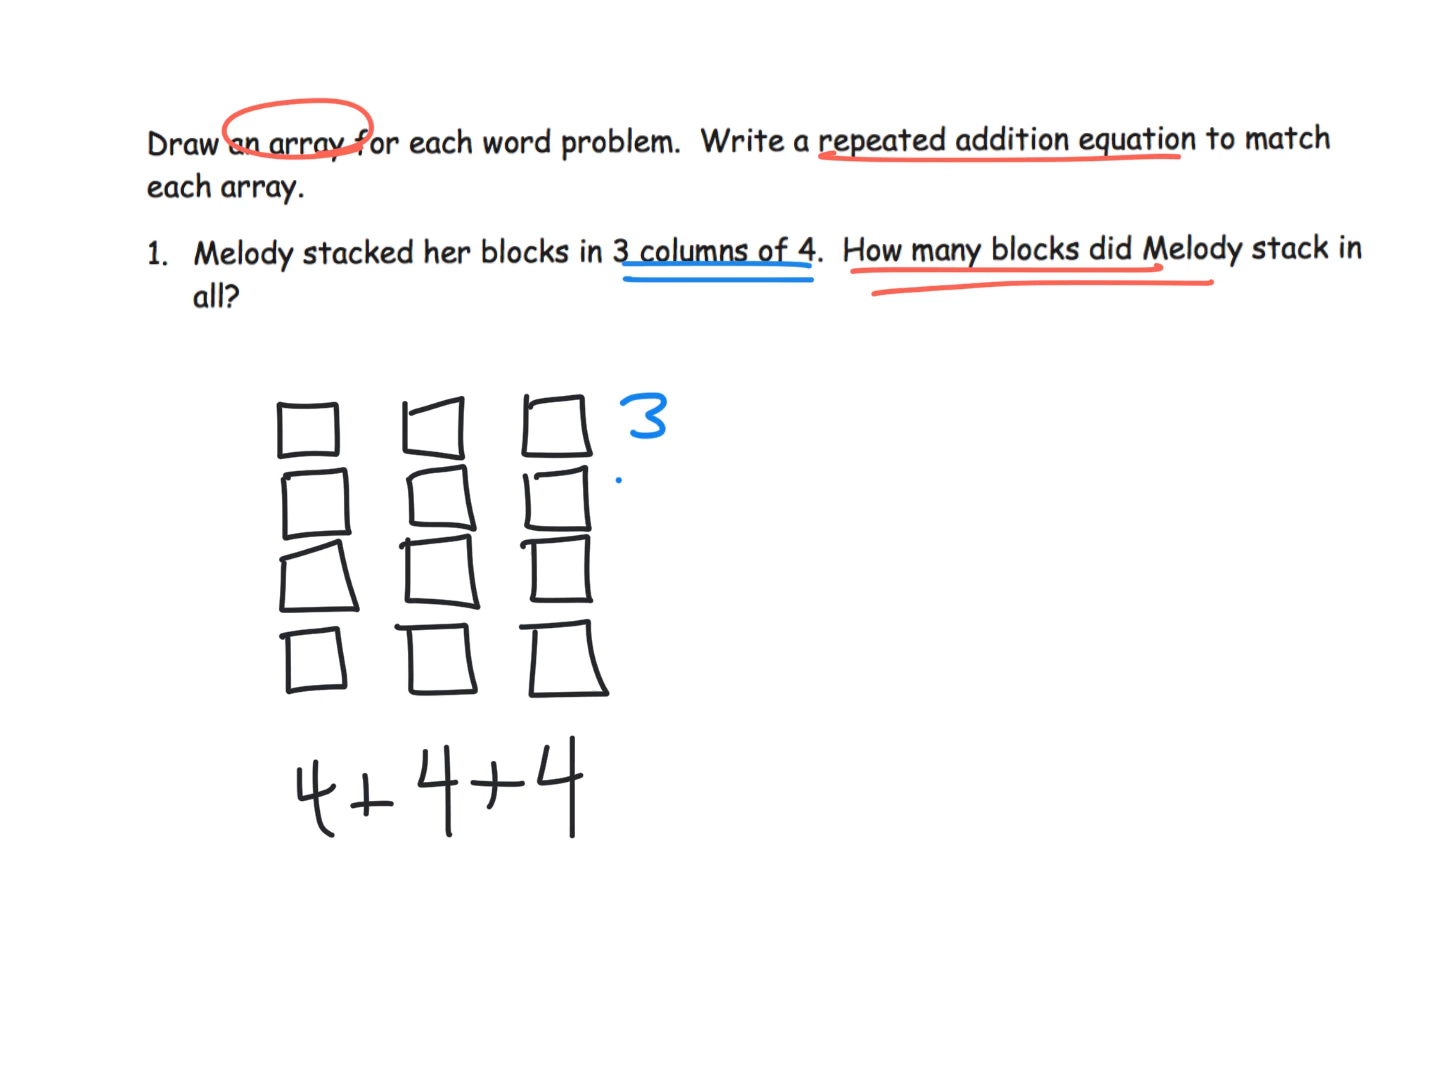 Draw an array for each word problem. Write a repeated addition equation to match
each array.
1. Melody stacked her blocks in 3 columns of 4. How many blocks did Melody stack in
all?
3
4+4+4